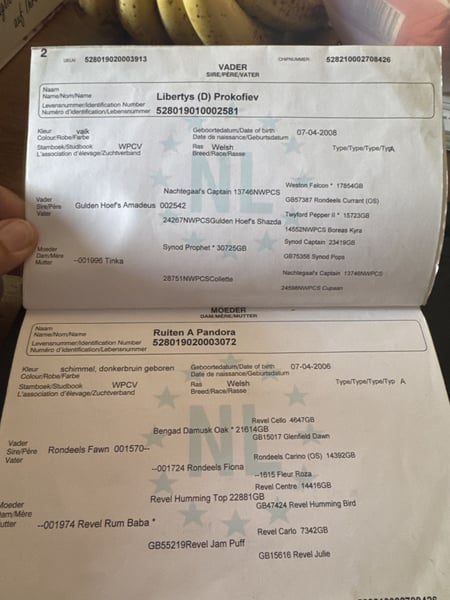 2
UELN 528019020003913
CHIPNUMMER: 528210002708426
VADER
SIRE/PÈRE/VATER
Naam
Name/Nom/Name
Libertys (D) Prokofiev
Levensnummer/Identification Number
Numéro d'identification/Lebensnummer
528019010002581
Kleur valk
Colour/Robe/Farbe
Geboortedatum/Date of birth 07-04-2008
Date de naissance/Geburtsdatum
Stamboek/Studbook WPCV
L'association d'élevage/Zuchtverband
Ras Welsh
Breed/Race/Rasse
Type/Type/Type/Typ A
NL
Vader
Sire/Père
Vater
Gulden Hoef's Amadeus 002542
Nachtegaal's Captain 13746NWPCS
Weston Falcon * 17854GB
GB57387 Rondeels Currant (OS)
24267NWPCSGulden Hoef's Shazda
Twyford Pepper II * 15723GB
14552NWPCS Boreas Kyra
Moeder
Dam/Mère
Mutter
--001996 Tinka
Synod Prophet * 30725GB
Synod Captain 23419GB
GB75358 Synod Pops
28751NWPCSCollette
Nachtegaal's Captain 13746NWPCS
24598NWPCS
MOEDER
DAM/MÈRE/MUTTER
Naam
Name/Nom/Name
Ruiten A Pandora
Levensnummer/Identification Number
Numéro d'identification/Lebensnummer
528019020003072
Kleur schimmel, donkerbruin geboren
Colour/Robe/Farbe
Geboortedatum/Date of birth 07-04-2006
Date de naissance/Geburtsdatum
Stamboek/Studbook WPCV
L'association d'élevage/Zuchtverband
Ras Welsh
Breed/Race/Rasse
Type/Type/Type/Typ A
NL
Vader
Sire/Père
Vater
Rondeels Fawn 001570--
Bengad Damusk Oak * 21614GB
Revel Cello 4647GB
GB15017 Glenfield Dawn
--001724 Rondeels Fiona
Rondeels Carino (OS) 14392GB
--1615 Fleur Roza
Moeder
Dam/Mère
Mutter
--001974 Revel Rum Baba *
Revel Humming Top 22881GB
Revel Centre 14416GB
GB47424 Revel Humming Bird
GB55219Revel Jam Puff
Revel Carlo 7342GB
GB15616 Revel Julie